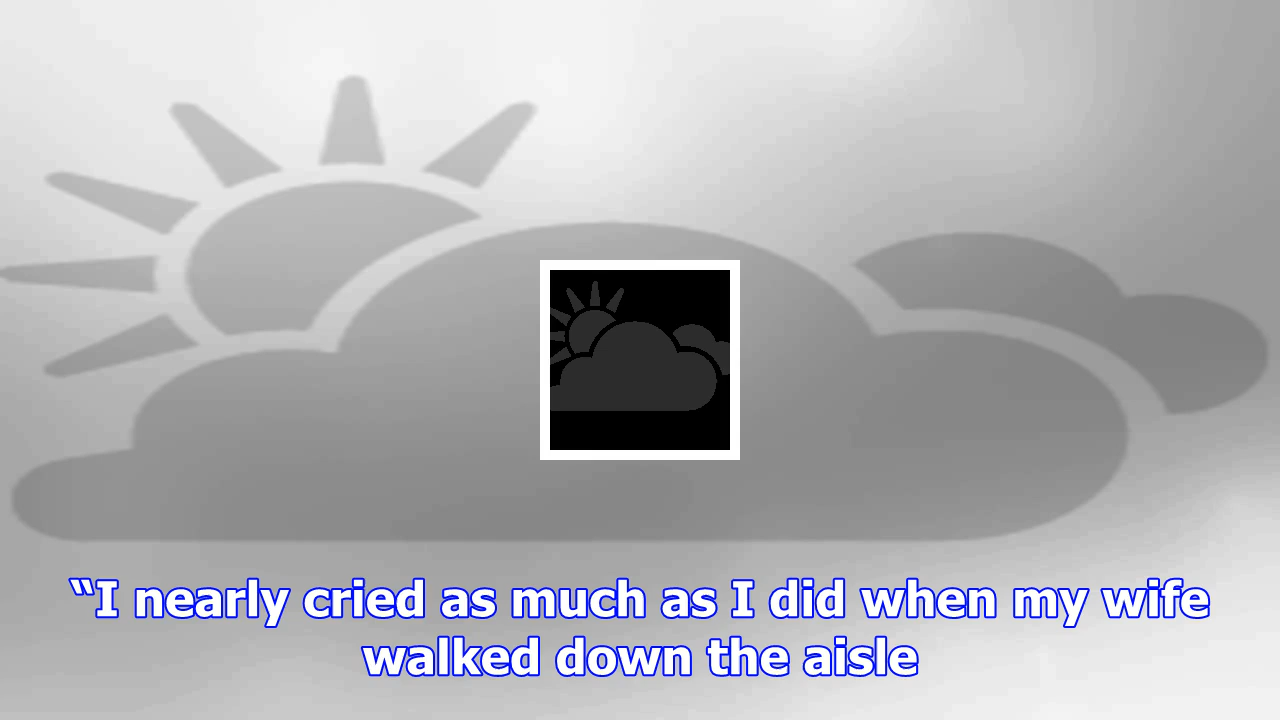 “I nearly cried as much as I did when my wife
walked down the aisle